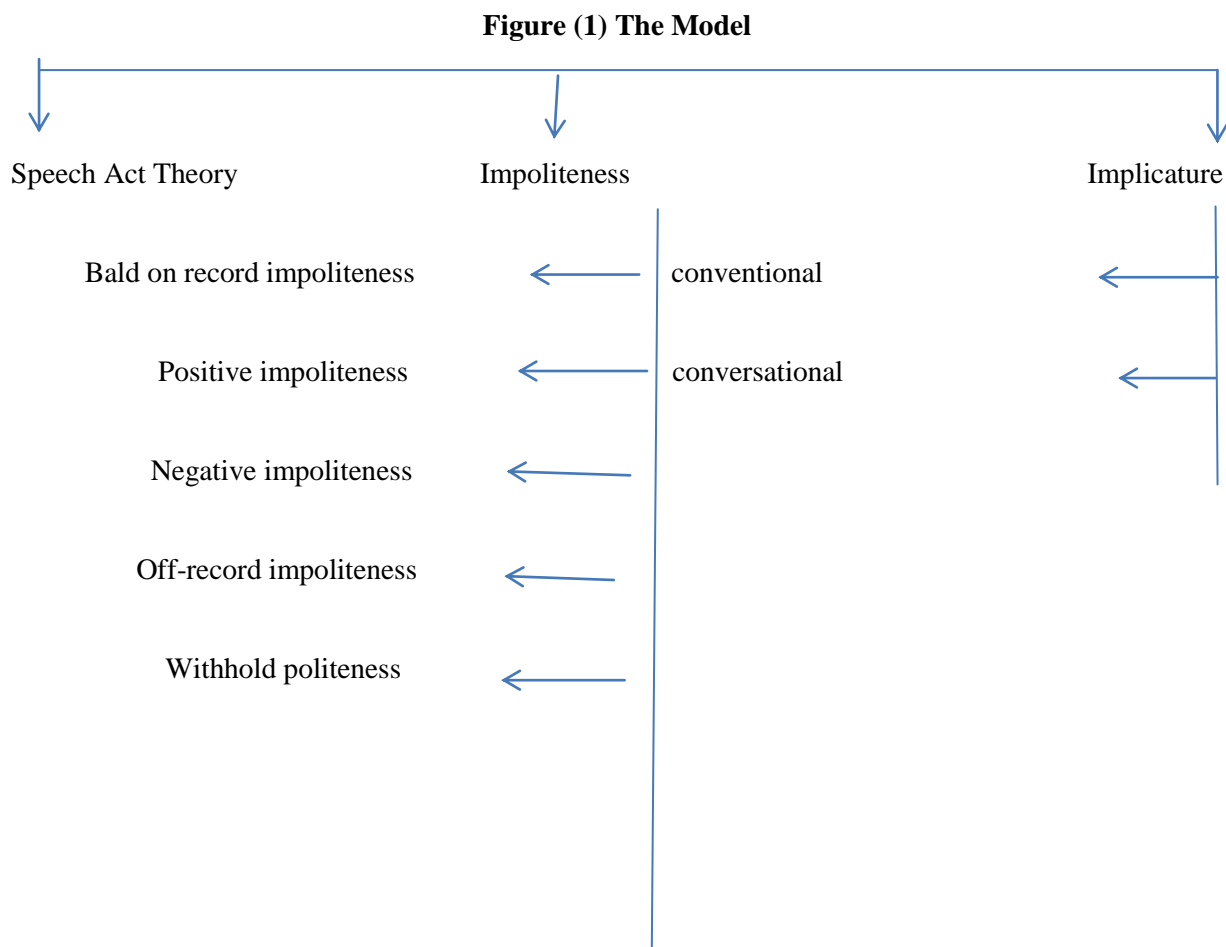 Figure (1) The Model
Speech Act Theory Impoliteness Implicature
Bald on record impoliteness conventional
Positive impoliteness conversational
Negative impoliteness
Off-record impoliteness
Withhold politeness